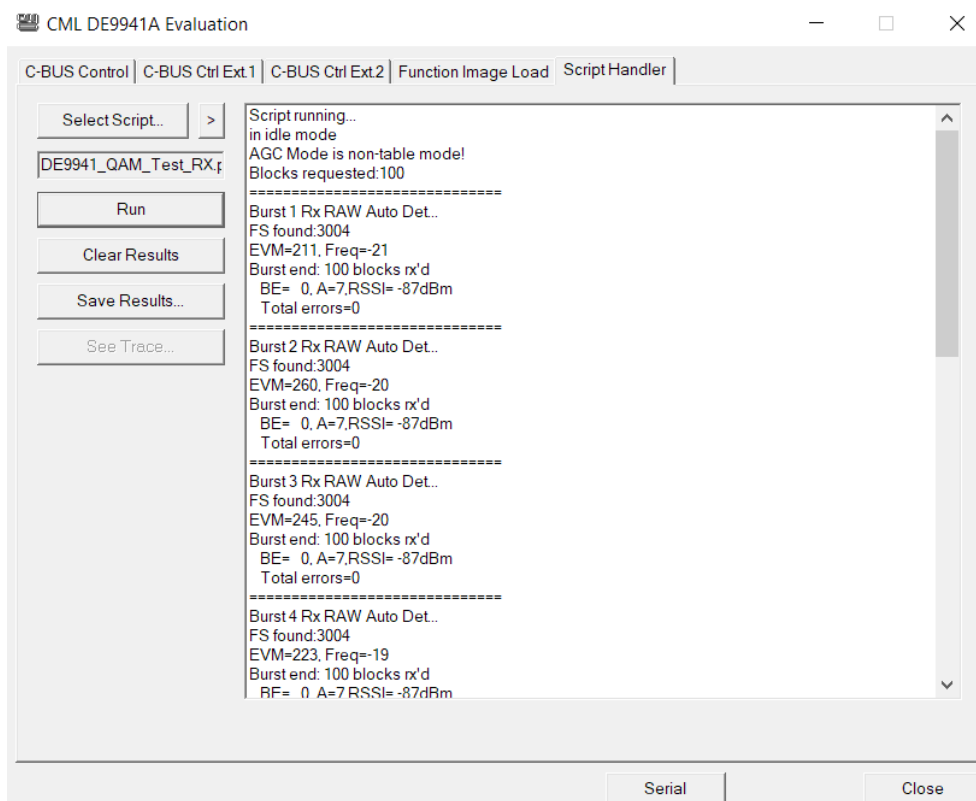 CML DE9941A Evaluation
C-BUS Control C-BUS Ctrl Ext.1 C-BUS Ctrl Ext.2 Function Image Load Script Handler
Select Script... >
DE9941_QAM_Test_RX.p
Run
Clear Results
Save Results...
See Trace...
Script running...
in idle mode
AGC Mode is non-table mode!
Blocks requested:100
==============================
Burst 1 Rx RAW Auto Det...
FS found:3004
EVM=211, Freq=-21
Burst end: 100 blocks rx'd
BE= 0, A=7,RSSI= -87dBm
Total errors=0
==============================
Burst 2 Rx RAW Auto Det...
FS found:3004
EVM=260, Freq=-20
Burst end: 100 blocks rx'd
BE= 0, A=7,RSSI= -87dBm
Total errors=0
==============================
Burst 3 Rx RAW Auto Det...
FS found:3004
EVM=245, Freq=-20
Burst end: 100 blocks rx'd
BE= 0, A=7,RSSI= -87dBm
Total errors=0
==============================
Burst 4 Rx RAW Auto Det...
FS found:3004
EVM=223, Freq=-19
Burst end: 100 blocks rx'd
BE= 0, A=7,RSSI= -87dBm
Serial Close